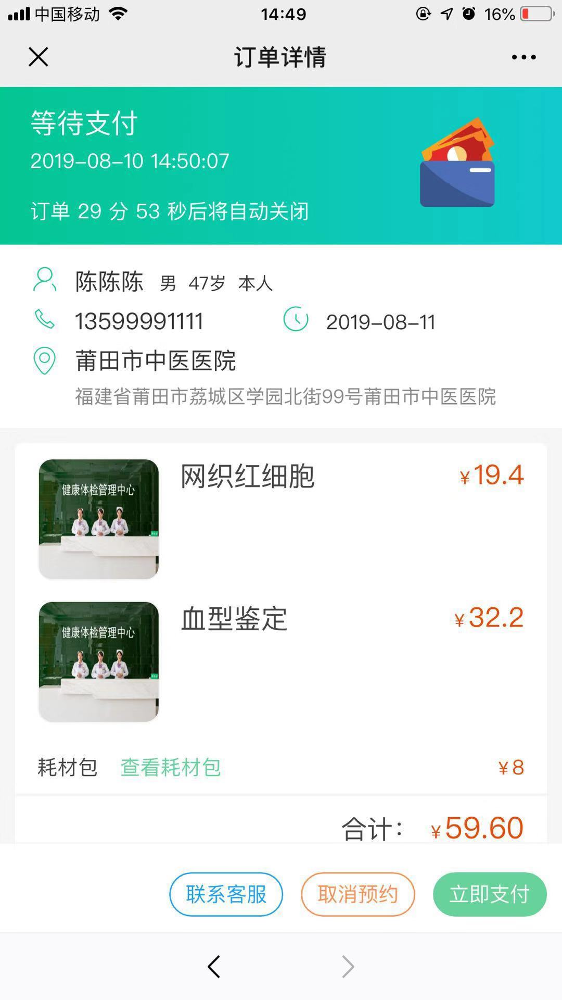 中国移动 14:49 16%
订单详情
等待支付
2019-08-10 14:50:07
订单 29 分 53 秒后将自动关闭
陈陈陈 男 47岁 本人
13599991111 2019-08-11
莆田市中医医院
福建省莆田市荔城区学园北街99号莆田市中医医院
健康体检管理中心
网织红细胞 ¥19.4
健康体检管理中心
血型鉴定 ¥32.2
耗材包 查看耗材包 ¥8
合计： ¥59.60
联系客服 取消预约 立即支付